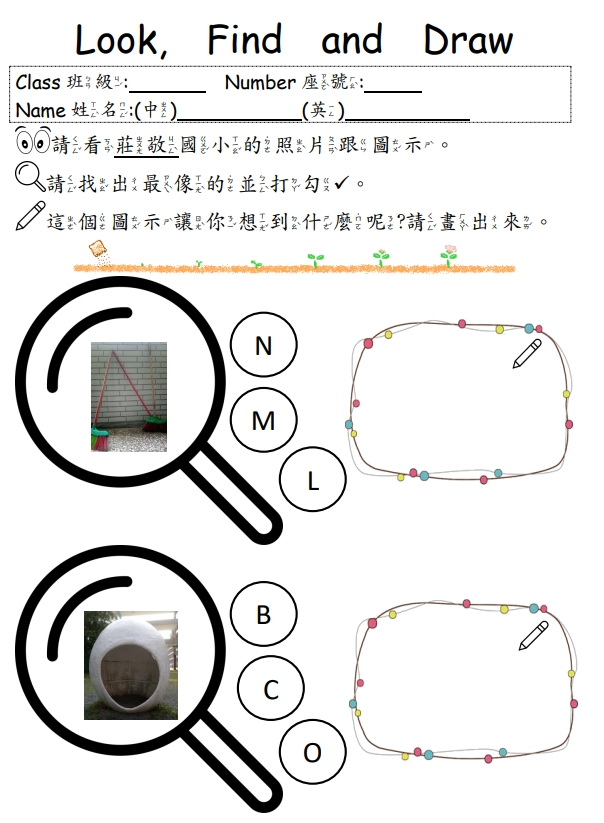 Look, Find and Draw
Class 班級: Number 座號:
Name 姓名:(中) (英)
請看莊敬國小的照片跟圖示。
請找出最像的並打勾✓。
這個圖示讓你想到什麼呢?請畫出來。
N
M
L
B
C
O